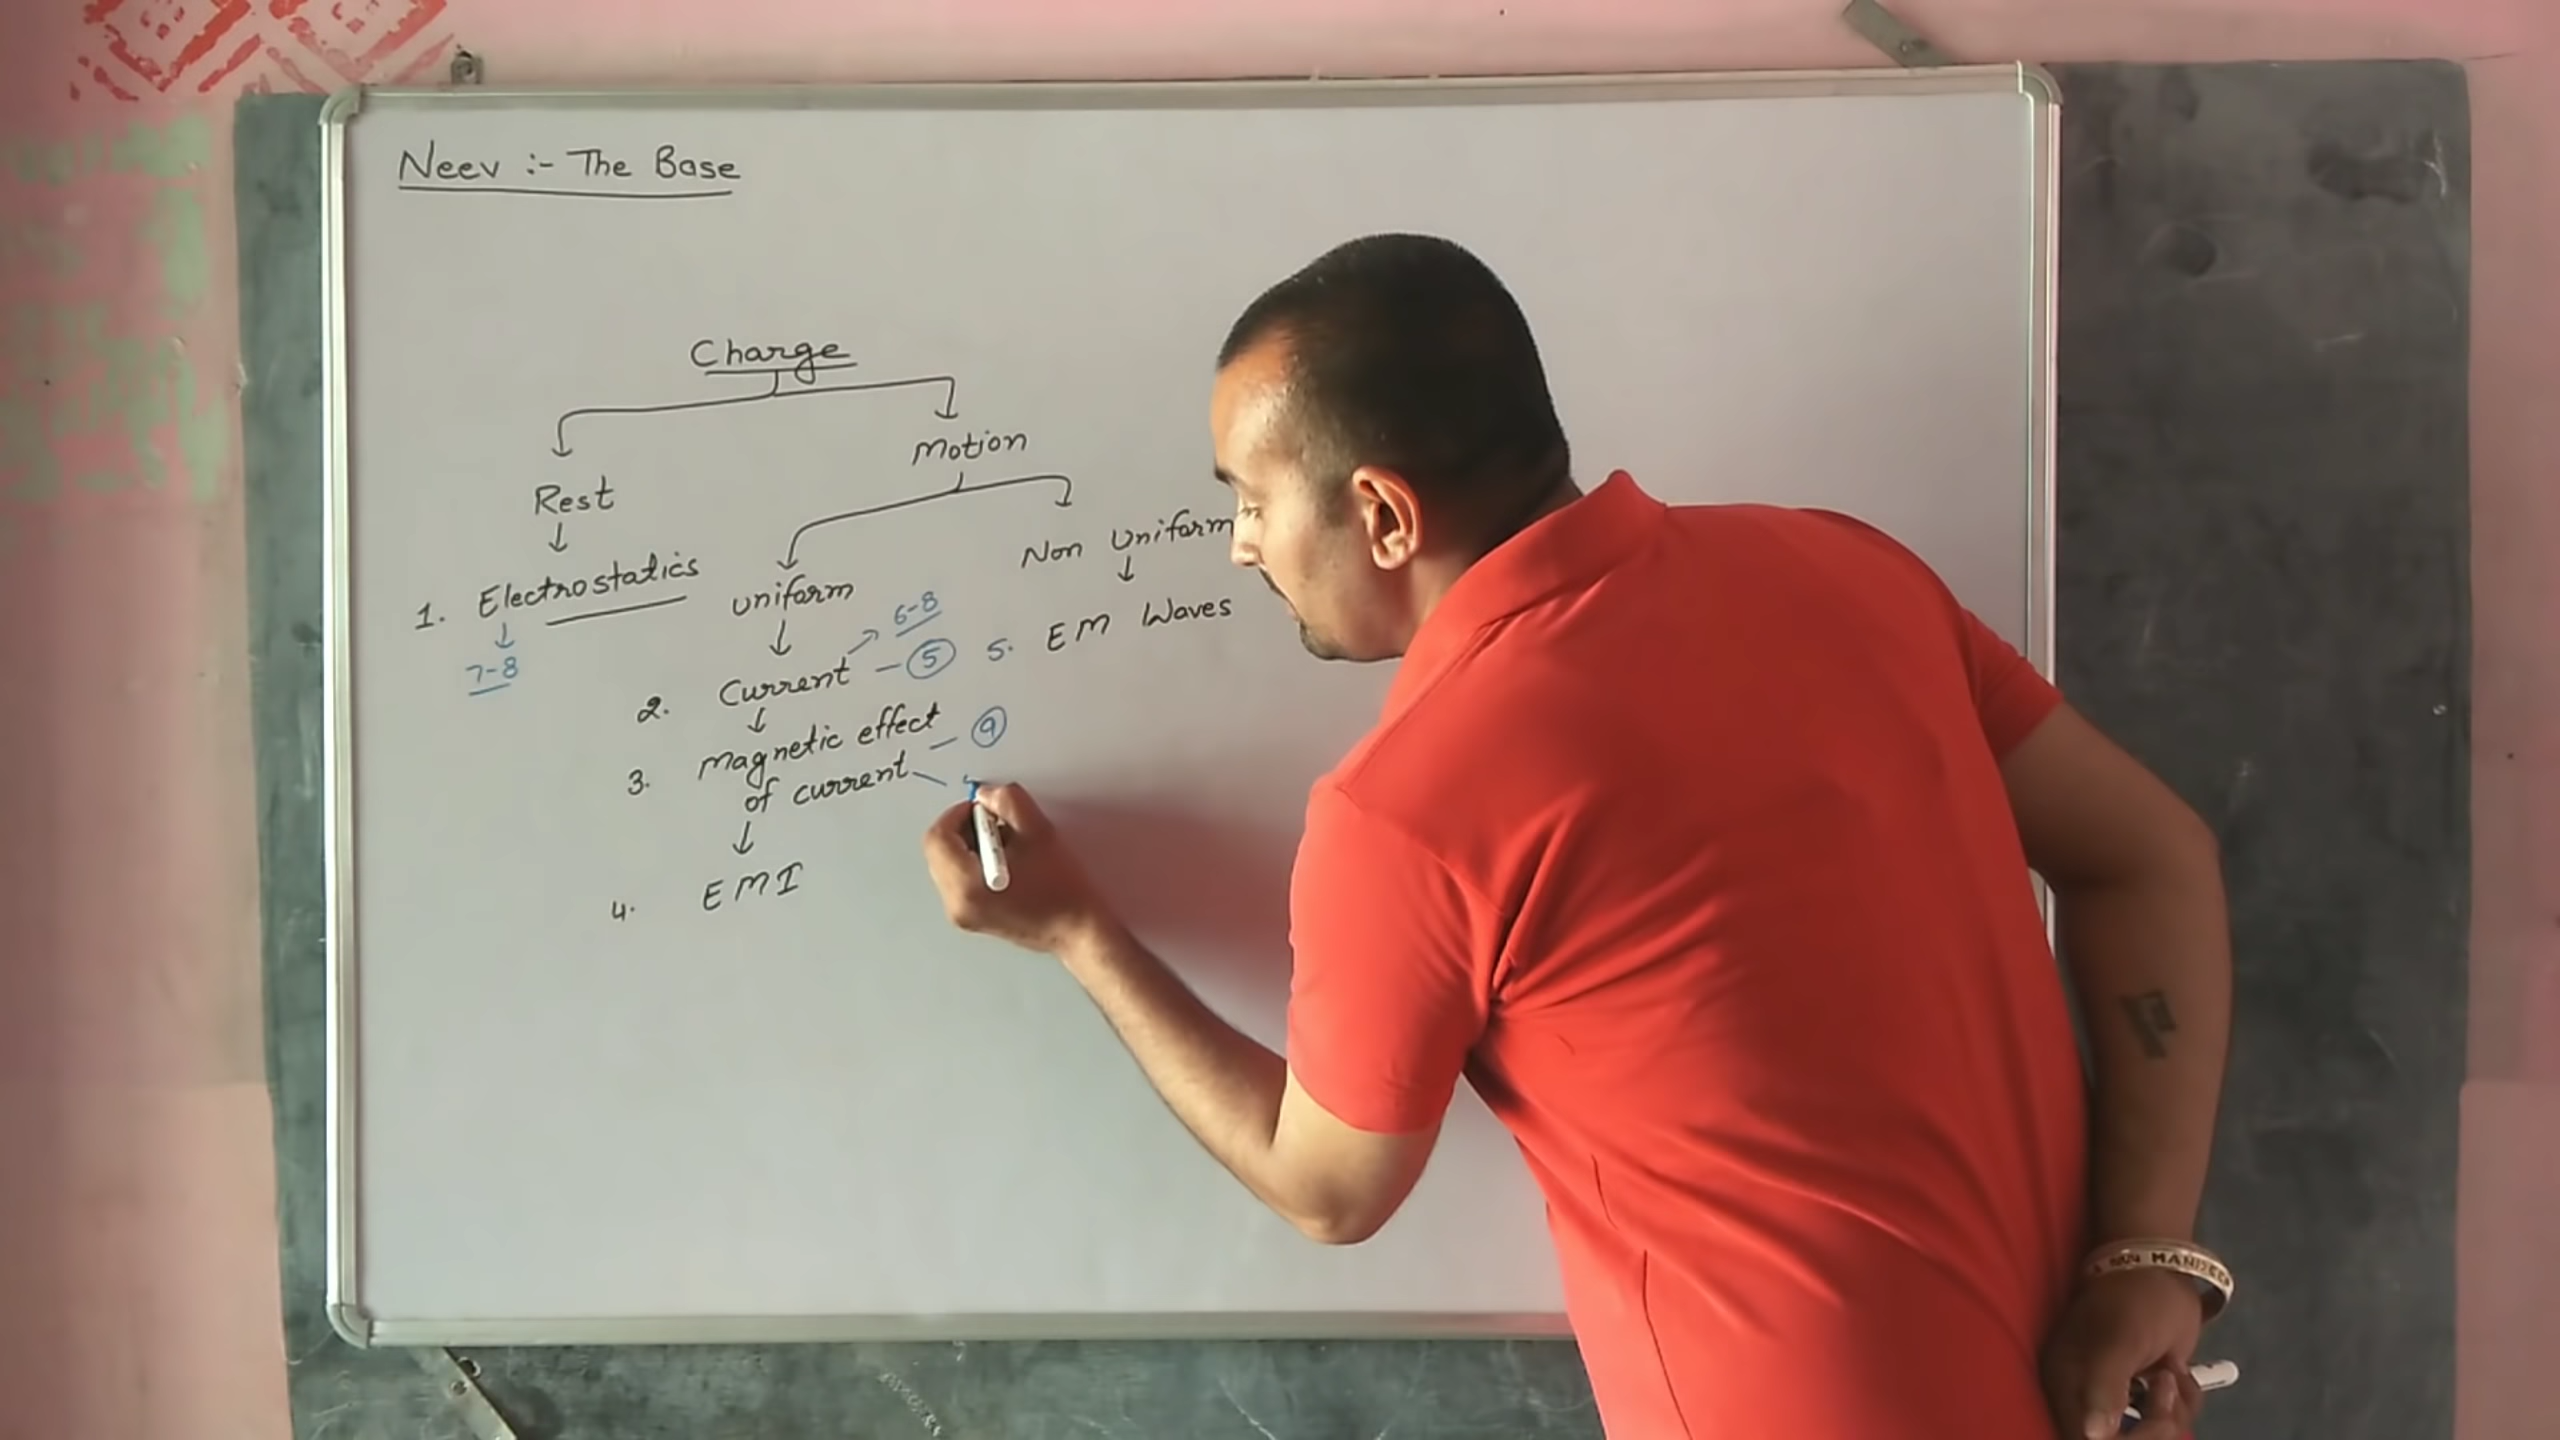 Neev :- The Base
Charge
Rest
Motion
1. Electrostatics
7-8
uniform
Non Uniform
2. Current - 5
6-8
5. EM Waves
3. Magnetic effect - 9
of current
4. EMI